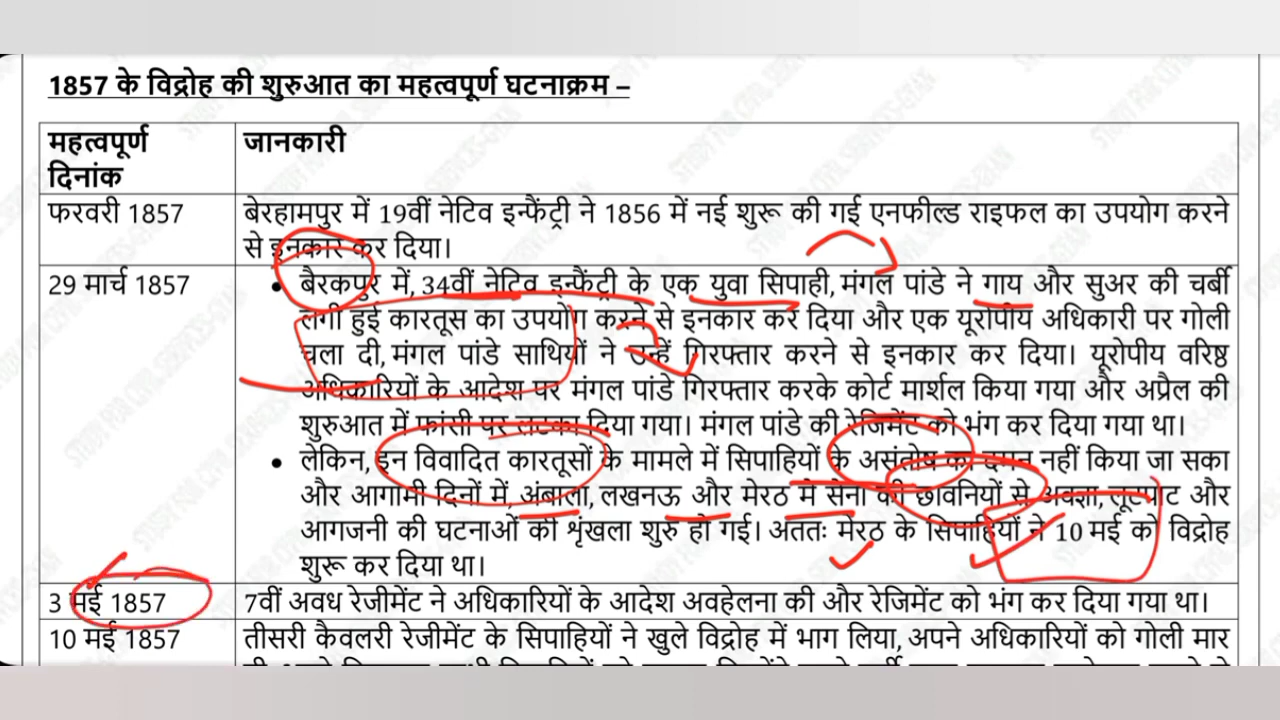 1857 के विद्रोह की शुरुआत का महत्वपूर्ण घटनाक्रम –
महत्वपूर्ण दिनांक
जानकारी
फरवरी 1857
बेरहामपुर में 19वीं नेटिव इन्फैंट्री ने 1856 में नई शुरू की गई एनफील्ड राइफल का उपयोग करने
से इनकार कर दिया।
29 मार्च 1857
• बैरकपुर में, 34वीं नेटिव इन्फैंट्री के एक युवा सिपाही, मंगल पांडे ने गाय और सुअर की चर्बी
लगी हुई कारतूस का उपयोग करने से इनकार कर दिया और एक यूरोपीय अधिकारी पर गोली
चला दी, मंगल पांडे साथियों ने उन्हें गिरफ्तार करने से इनकार कर दिया। यूरोपीय वरिष्ठ
अधिकारियों के आदेश पर मंगल पांडे गिरफ्तार करके कोर्ट मार्शल किया गया और अप्रैल की
शुरुआत में फांसी पर लटका दिया गया। मंगल पांडे की रेजिमेंट को भंग कर दिया गया था।
• लेकिन, इन विवादित कारतूसों के मामले में सिपाहियों के असंतोष का दमन नहीं किया जा सका
और आगामी दिनों में, अंबाला, लखनऊ और मेरठ में सेना की छावनियों से अवज्ञा, लूटपाट और
आगजनी की घटनाओं की शृंखला शुरु हो गई। अततः मेरठ के सिपाहियों ने 10 मई को विद्रोह
शुरू कर दिया था।
3 मई 1857
7वीं अवध रेजीमेंट ने अधिकारियों के आदेश अवहेलना की और रेजिमेंट को भंग कर दिया गया था।
10 मई 1857
तीसरी कैवलरी रेजीमेंट के सिपाहियों ने खुले विद्रोह में भाग लिया, अपने अधिकारियों को गोली मार